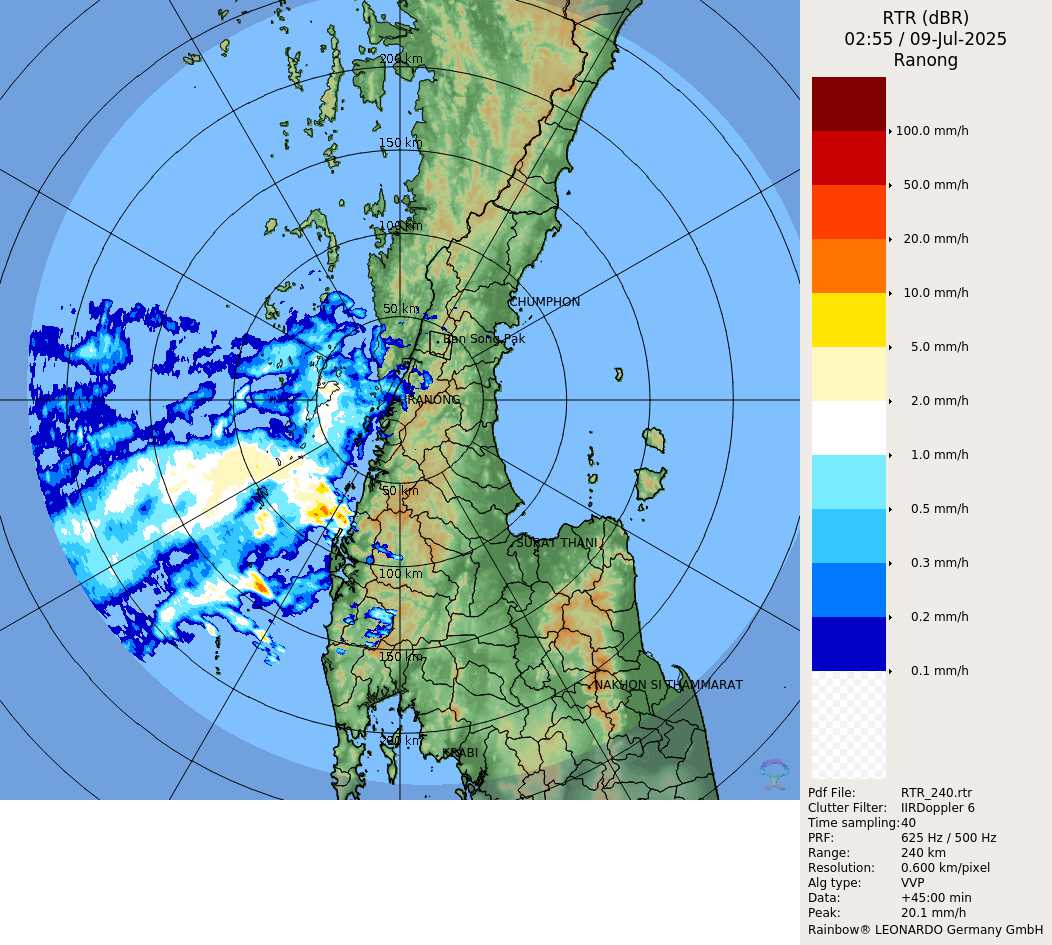 RTR (dBR)
02:55 / 09-Jul-2025
Ranong
100.0 mm/h
50.0 mm/h
20.0 mm/h
10.0 mm/h
5.0 mm/h
2.0 mm/h
1.0 mm/h
0.5 mm/h
0.3 mm/h
0.2 mm/h
0.1 mm/h
Pdf File: RTR_240.rtr
Clutter Filter: IIRDoppler 6
Time sampling: 40
PRF: 625 Hz / 500 Hz
Range: 240 km
Resolution: 0.600 km/pixel
Alg type: VVP
Data: +45:00 min
Peak: 20.1 mm/h
Rainbow® LEONARDO Germany GmbH
200 km
150 km
100 km
CHUMPHON
50 km
Ban Song Pak
RANONG
50 km
SURAT THANI
100 km
150 km
NAKHON SI THAMMARAT
200 km
KRABI